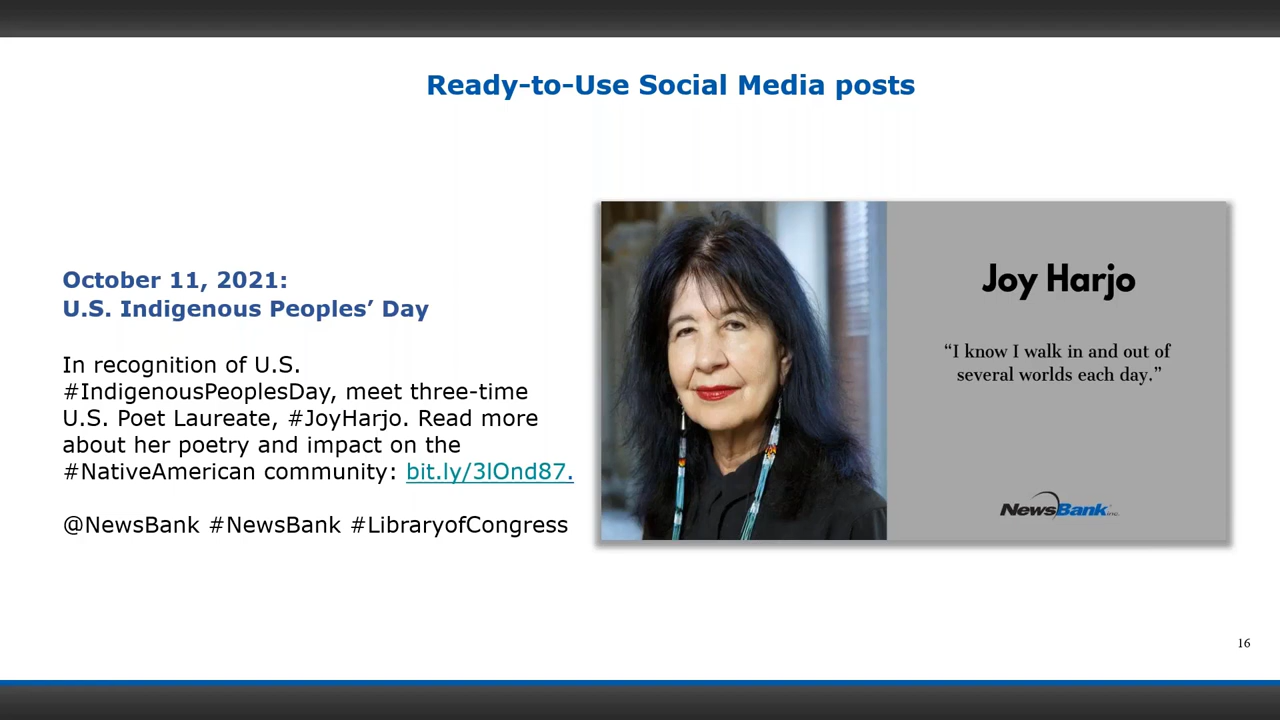 Ready-to-Use Social Media posts
October 11, 2021:
U.S. Indigenous Peoples’ Day
In recognition of U.S.
#IndigenousPeoplesDay, meet three-time
U.S. Poet Laureate, #JoyHarjo. Read more
about her poetry and impact on the
#NativeAmerican community: bit.ly/3lOnd87.
@NewsBank #NewsBank #LibraryofCongress
Joy Harjo
“I know I walk in and out of
several worlds each day.”
NewsBank inc.
16